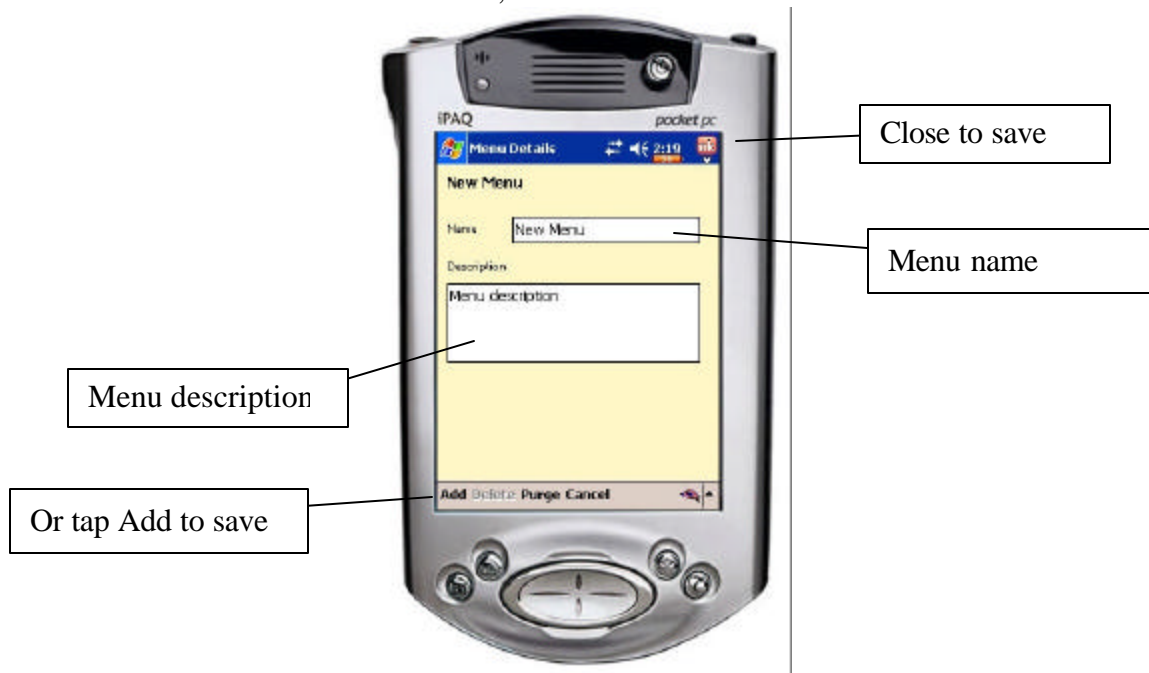 iPAQ
pocket pc
Close to save
Menu Details
2:19
ok
New Menu
Name
New Menu
Menu name
Description
Menu description
Menu description
Add Delete Purge Cancel
Or tap Add to save